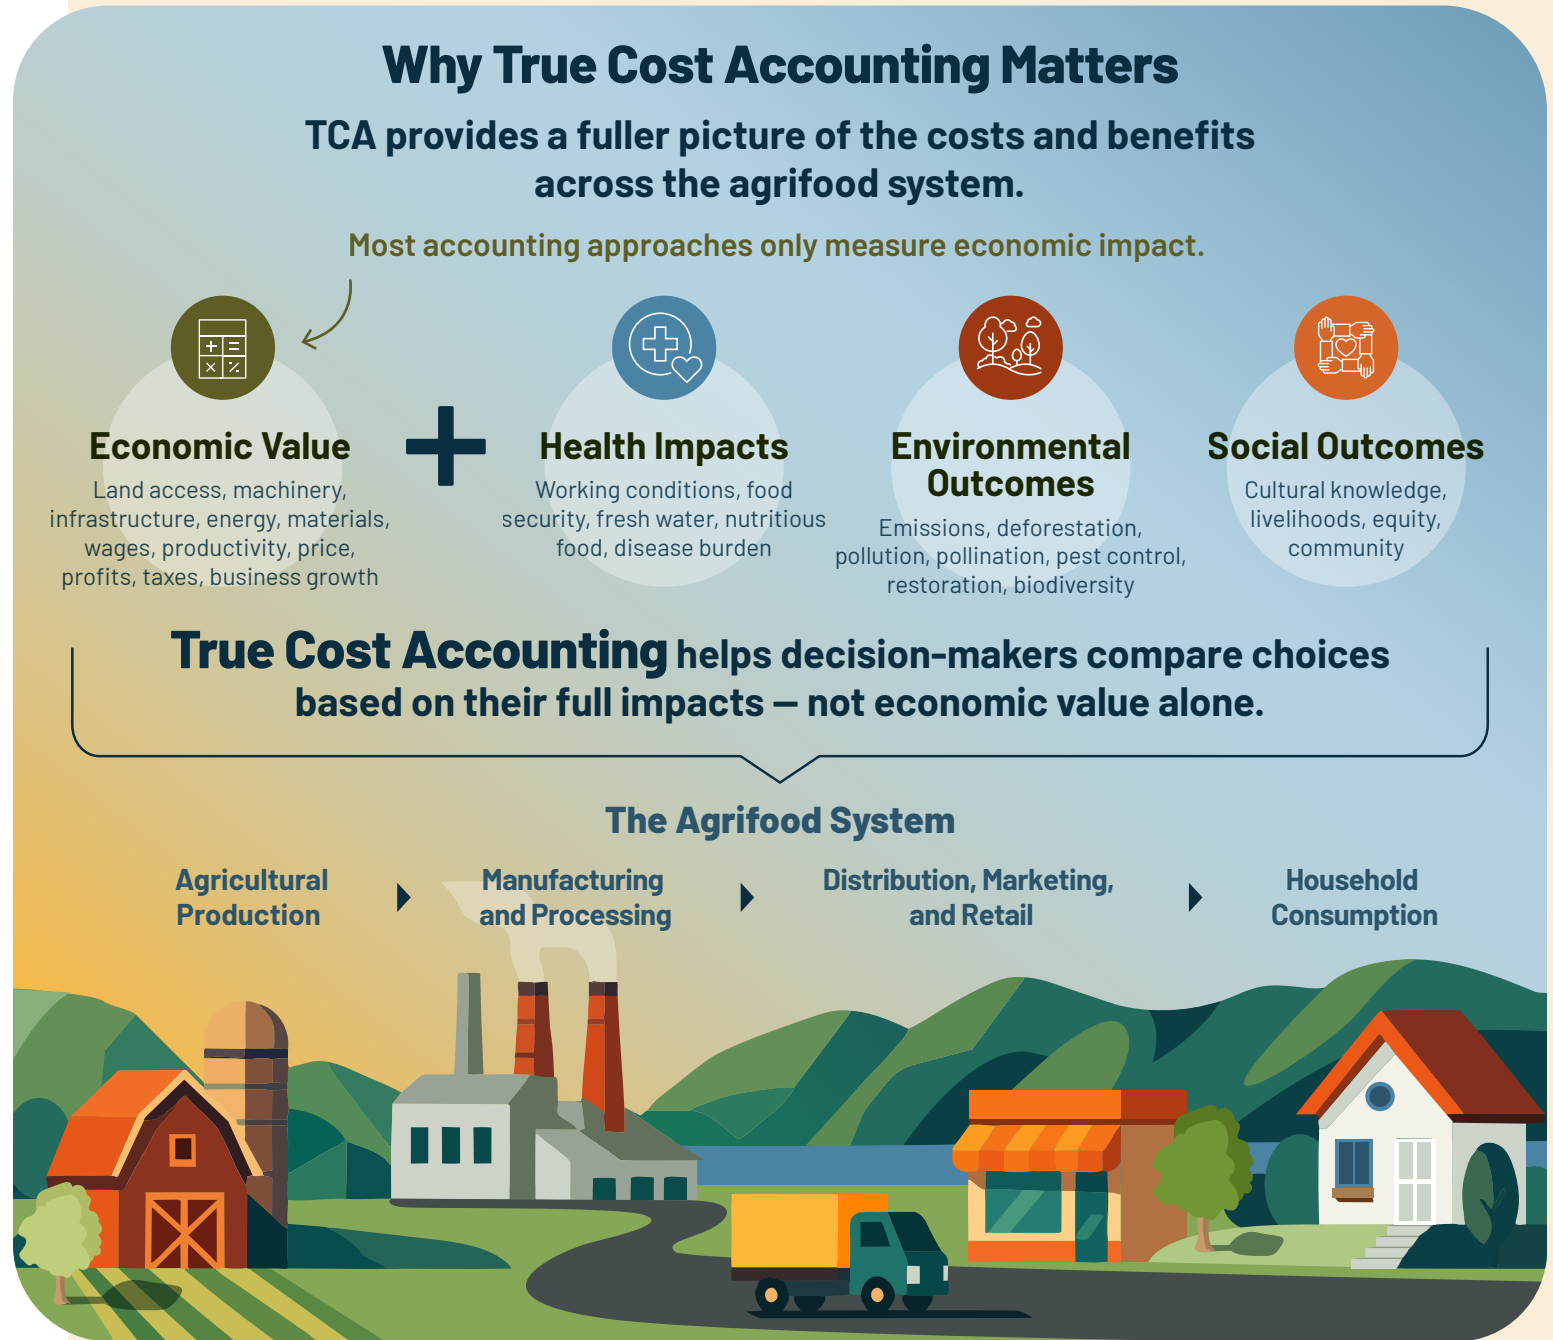 Why True Cost Accounting Matters
TCA provides a fuller picture of the costs and benefits
across the agrifood system.
Most accounting approaches only measure economic impact.
Economic Value
Land access, machinery,
infrastructure, energy, materials,
wages, productivity, price,
profits, taxes, business growth
Health Impacts
Working conditions, food
security, fresh water, nutritious
food, disease burden
Environmental
Outcomes
Emissions, deforestation,
pollution, pollination, pest control,
restoration, biodiversity
Social Outcomes
Cultural knowledge,
livelihoods, equity,
community
True Cost Accounting helps decision-makers compare choices
based on their full impacts — not economic value alone.
The Agrifood System
Agricultural
Production
Manufacturing
and Processing
Distribution, Marketing,
and Retail
Household
Consumption